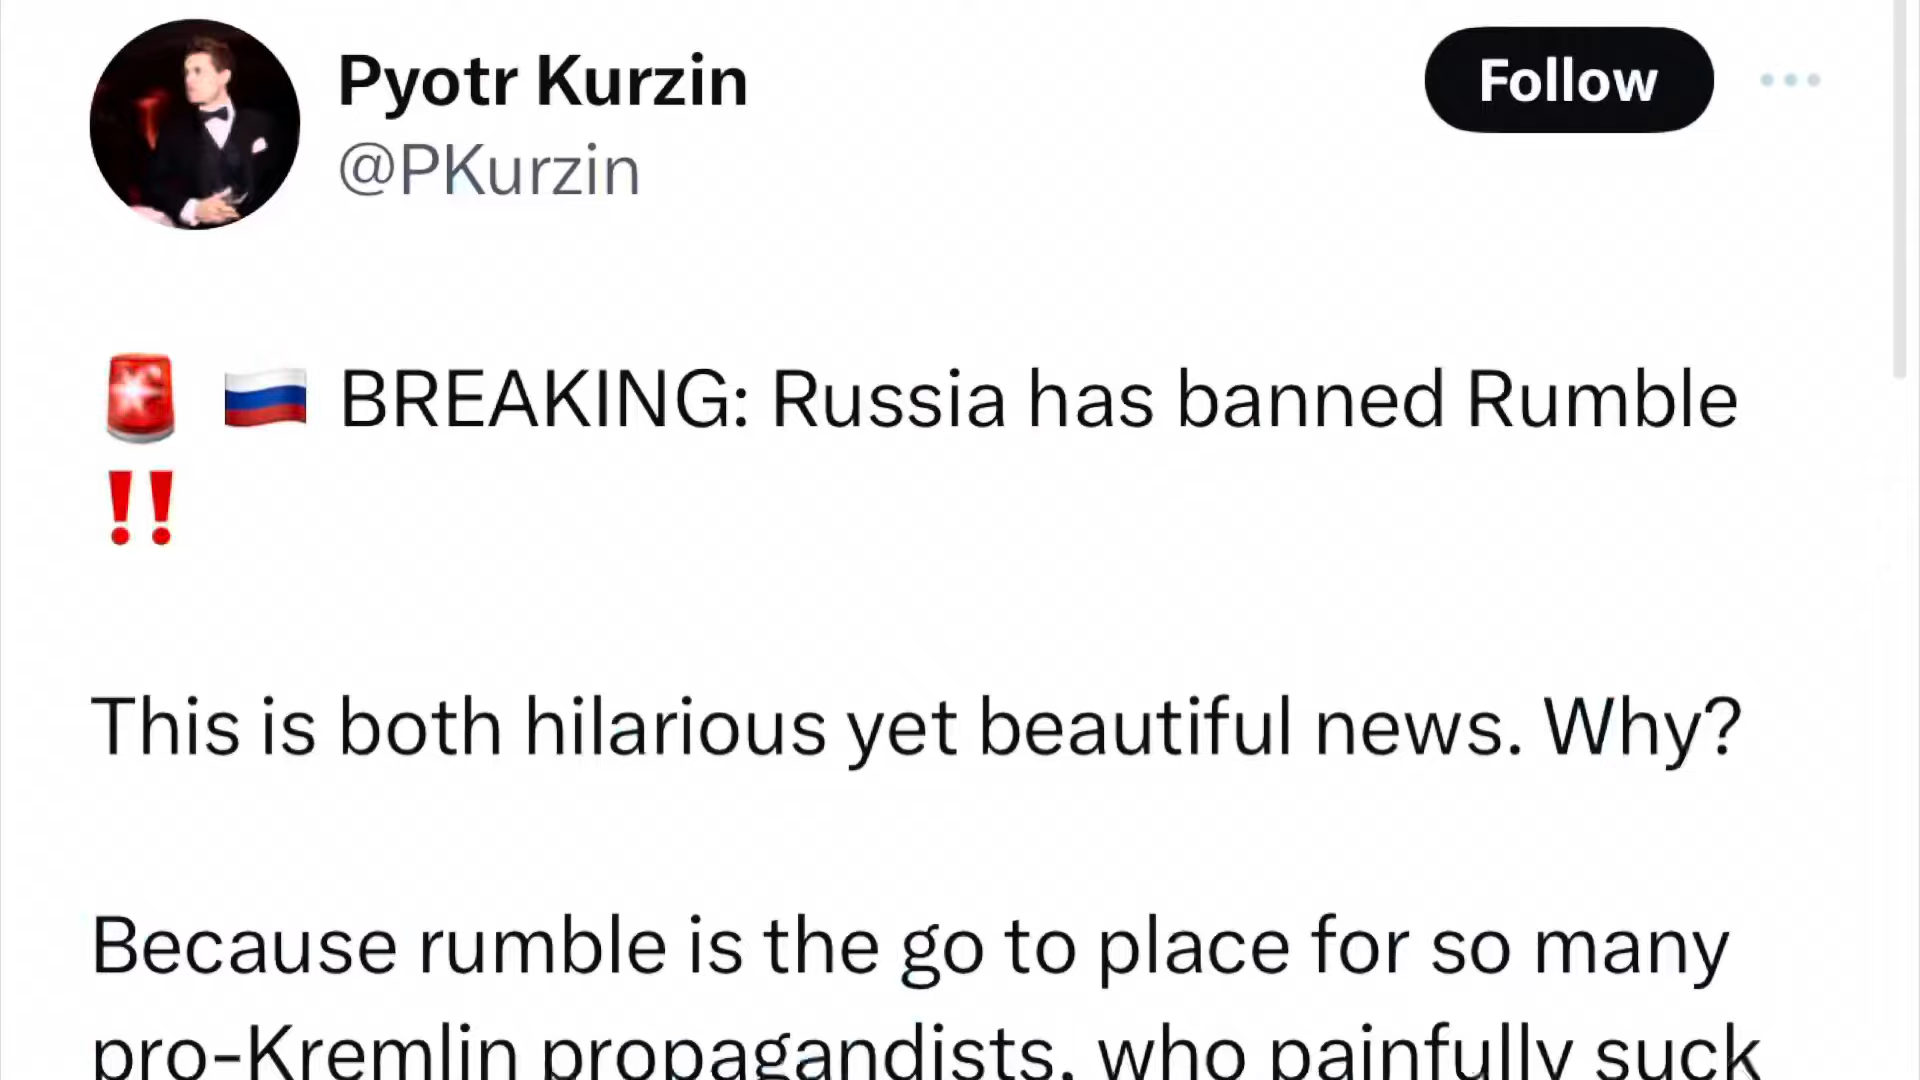 Pyotr Kurzin
@PKurzin
Follow
🚨 🇷🇺 BREAKING: Russia has banned Rumble
‼️
This is both hilarious yet beautiful news. Why?
Because rumble is the go to place for so many
pro-Kremlin propagandists, who painfully suck